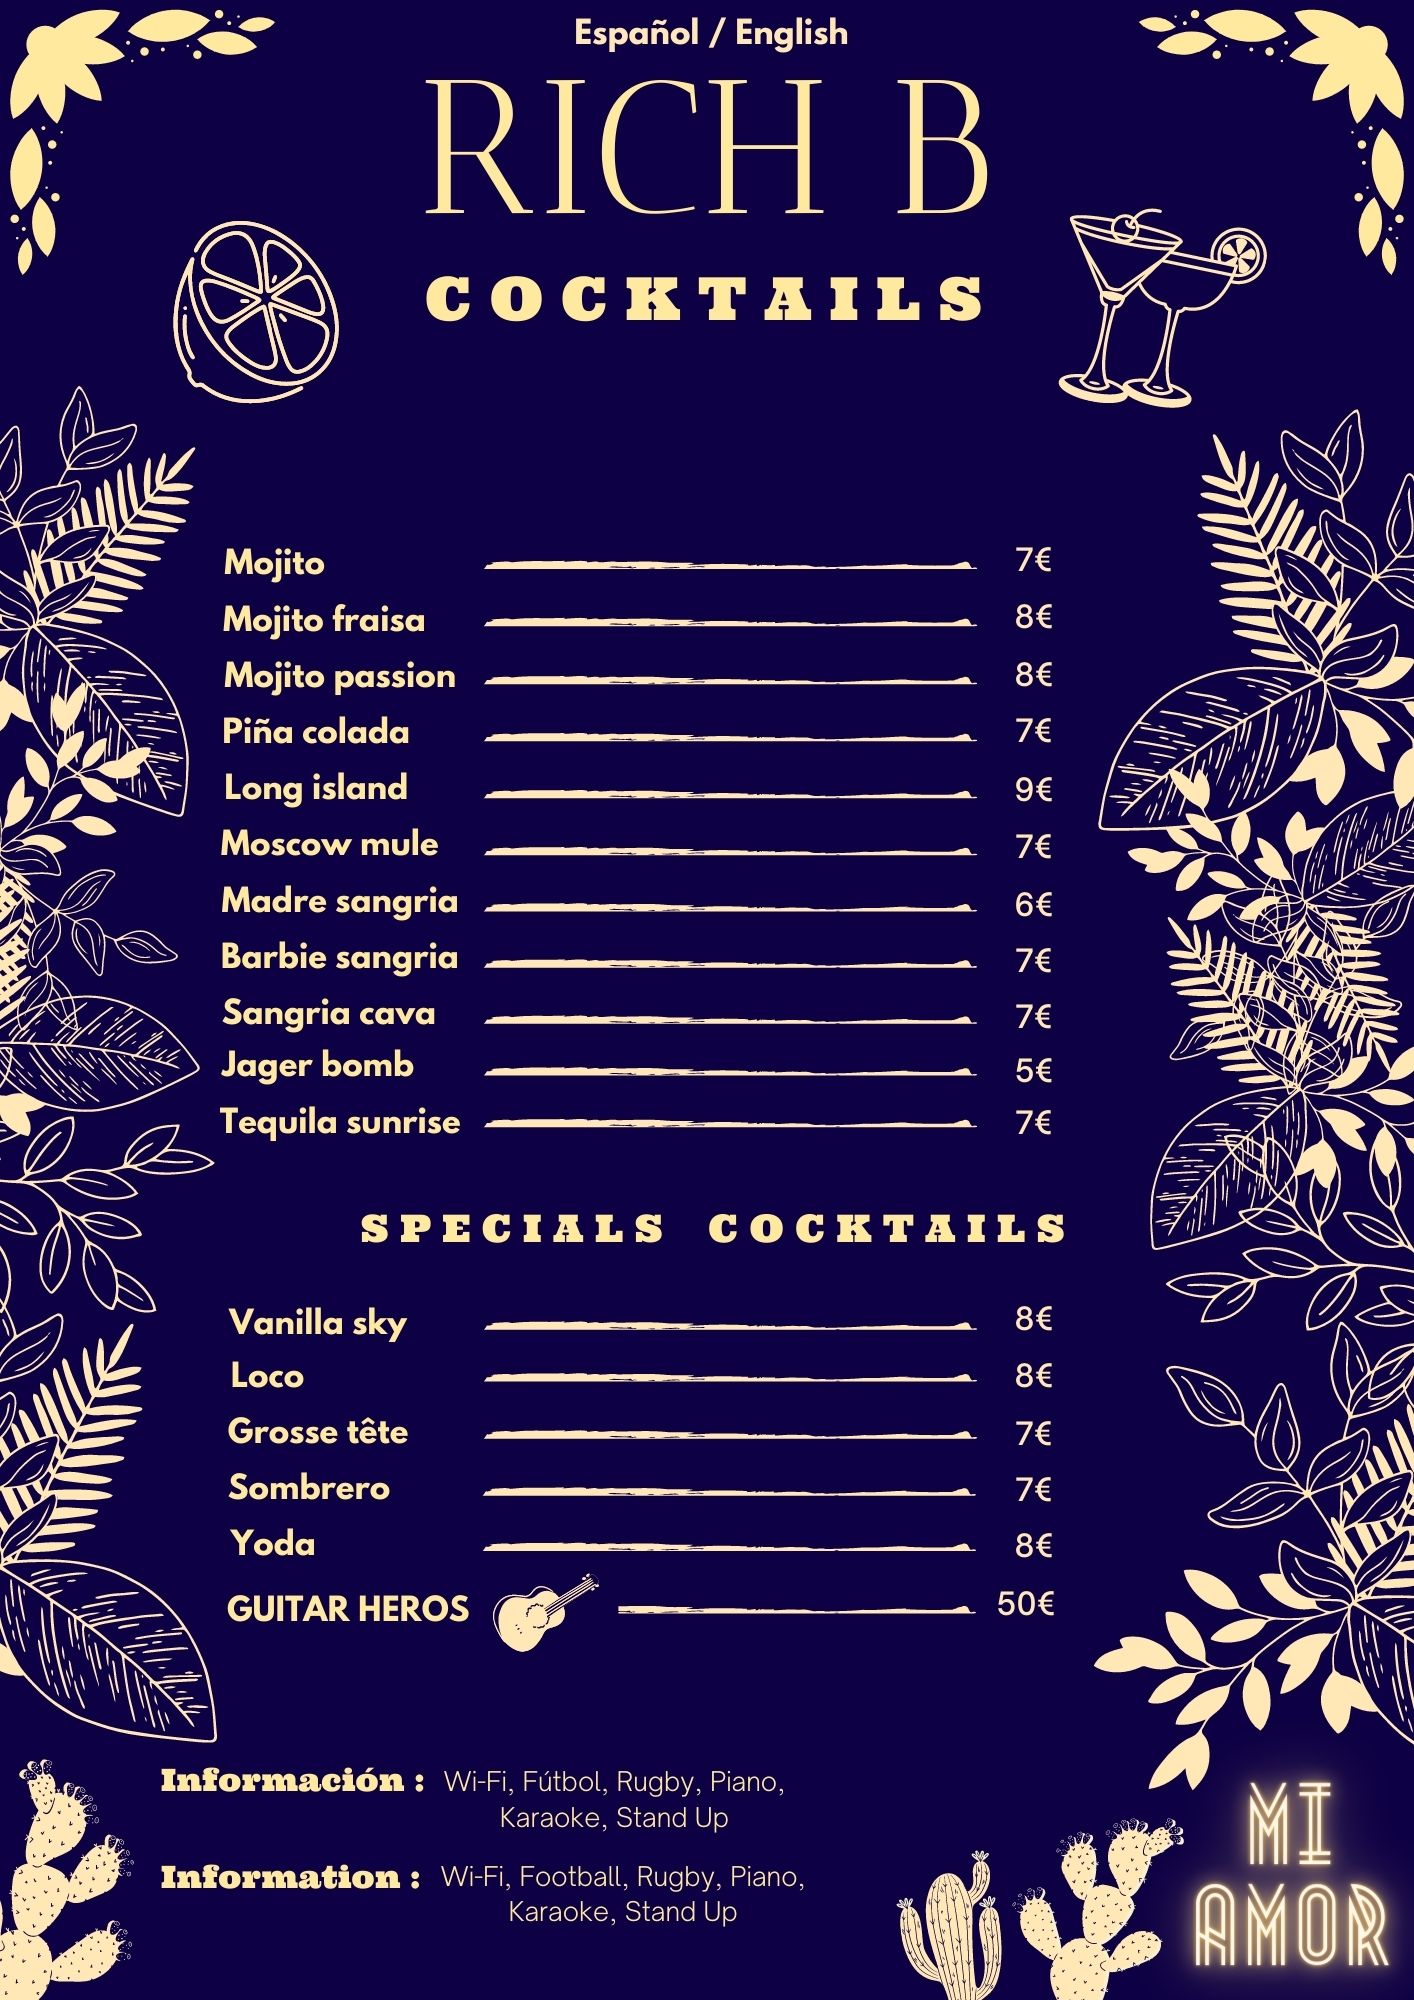 Español / English
RICH B
COCKTAILS
Mojito 7€
Mojito fraisa 8€
Mojito passion 8€
Piña colada 7€
Long island 9€
Moscow mule 7€
Madre sangria 6€
Barbie sangria 7€
Sangria cava 7€
Jager bomb 5€
Tequila sunrise 7€
SPECIALS COCKTAILS
Vanilla sky 8€
Loco 8€
Grosse tête 7€
Sombrero 7€
Yoda 8€
GUITAR HEROS 50€
Información : Wi-Fi, Fútbol, Rugby, Piano,
Karaoke, Stand Up
Information : Wi-Fi, Football, Rugby, Piano,
Karaoke, Stand Up
MI
AMOR